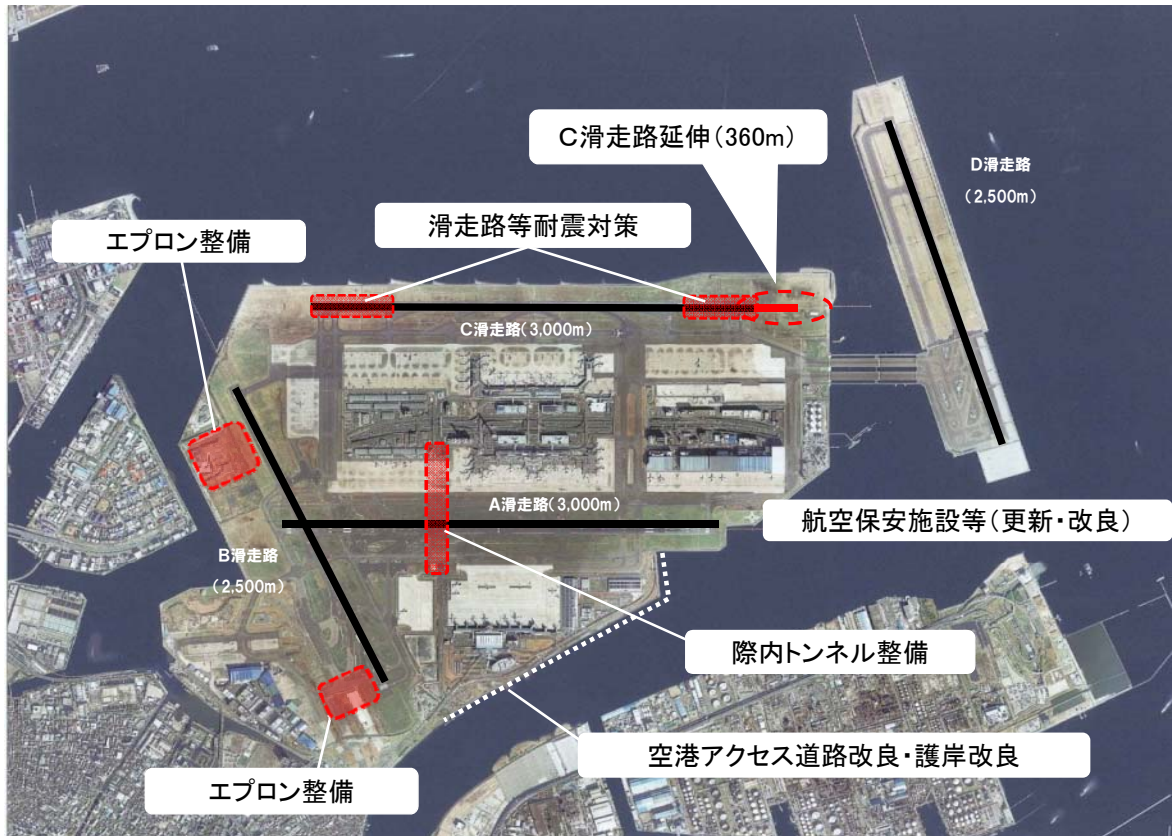 C滑走路延伸(360m)
D滑走路
(2,500m)
滑走路等耐震対策
エプロン整備
C滑走路(3,000m)
A滑走路(3,000m)
航空保安施設等(更新・改良)
B滑走路
(2,500m)
際内トンネル整備
空港アクセス道路改良・護岸改良
エプロン整備